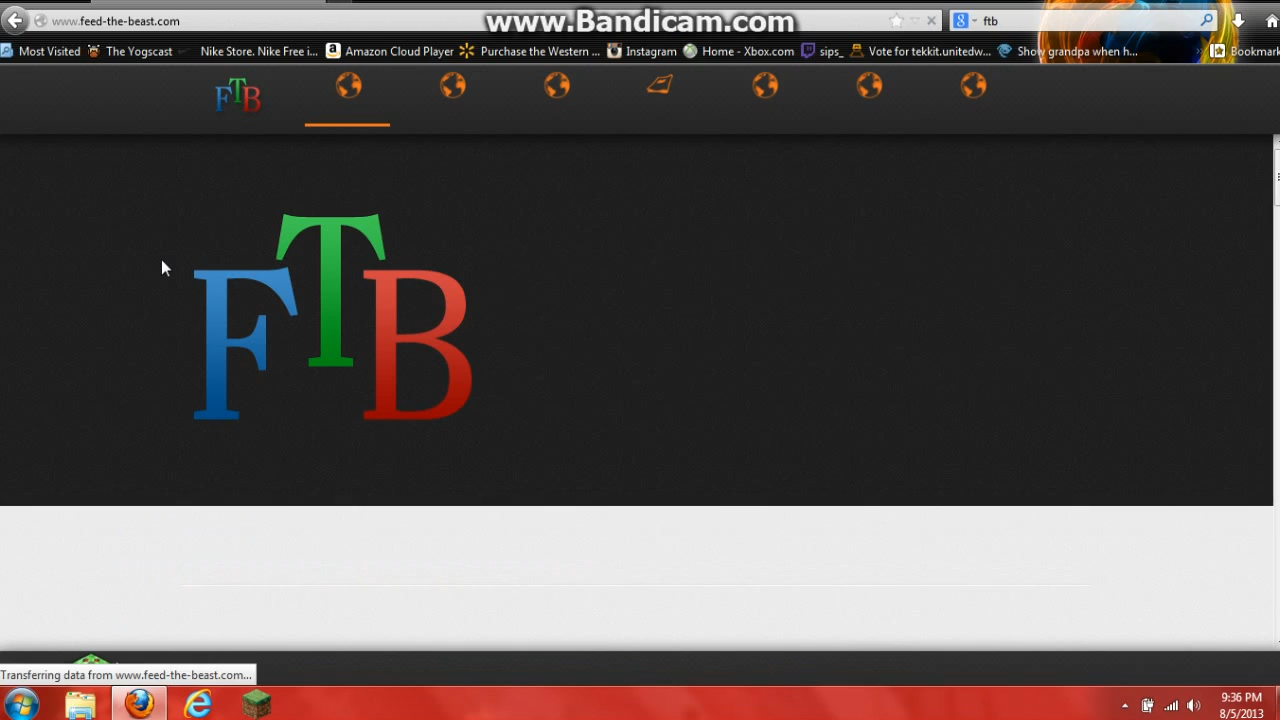 www.feed-the-beast.com
www.Bandicam.com
ftb
Most Visited The Yogscast Nike Store. Nike Free i... Amazon Cloud Player Purchase the Western ... Instagram Home - Xbox.com sips_ Vote for tekkit.unitedw... Show grandpa when h... Bookmark
FTB
FTB
Transferring data from www.feed-the-beast.com...
9:36 PM
8/5/2013